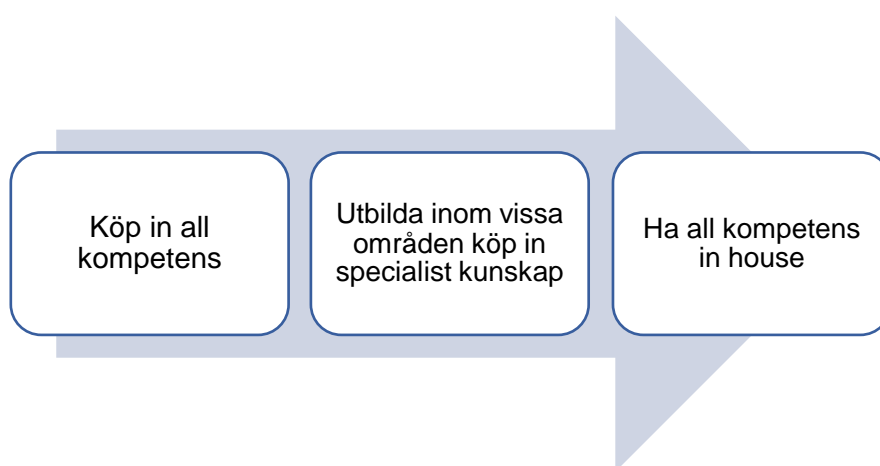 Köp in all
kompetens
Utbilda inom vissa
områden köp in
specialist kunskap
Ha all kompetens
in house